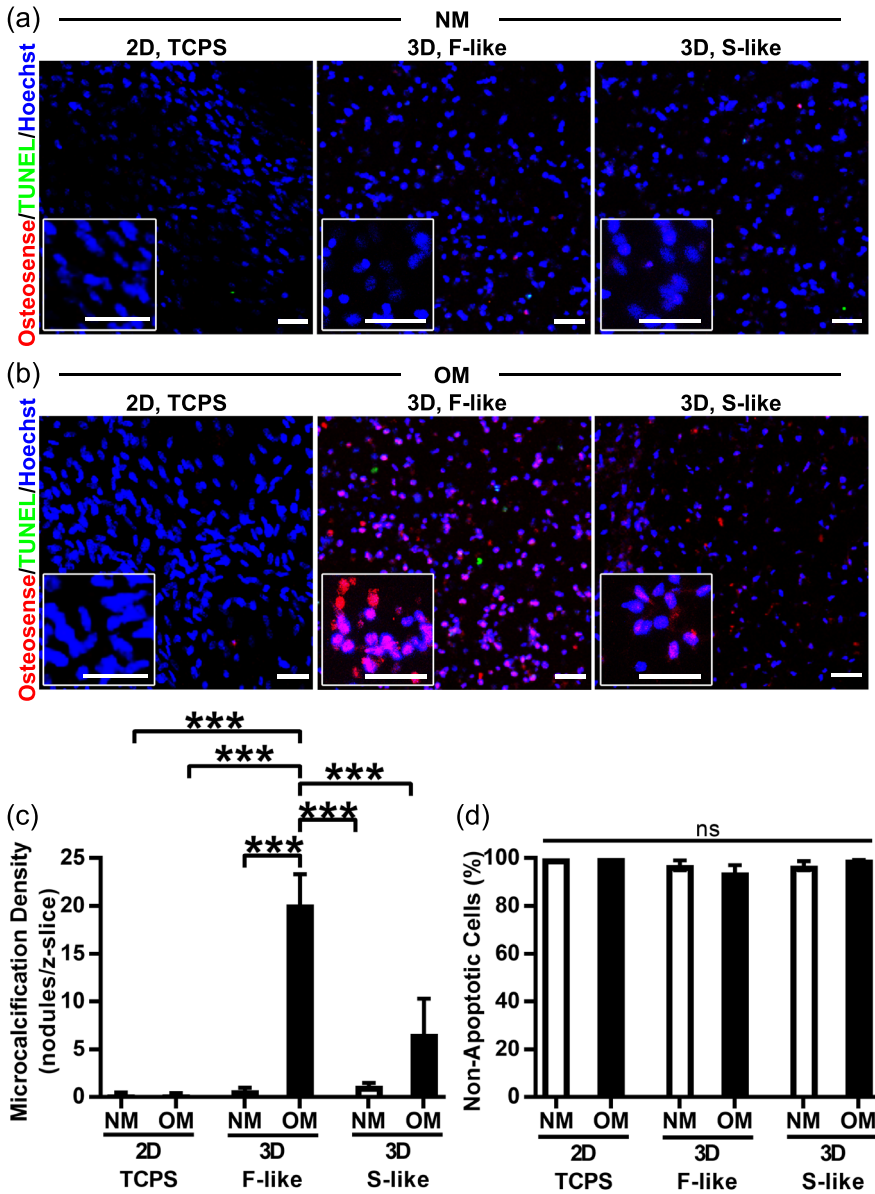 (a)
NM
2D, TCPS 3D, F-like 3D, S-like
Osteosense/TUNEL/Hoechst
(b)
OM
2D, TCPS 3D, F-like 3D, S-like
Osteosense/TUNEL/Hoechst
(c)
***
***
***
***
***
Microcalcification Density
(nodules/z-slice)
25
20
15
10
5
0
NM OM NM OM NM OM
2D 3D 3D
TCPS F-like S-like
(d)
ns
Non-Apoptotic Cells (%)
100
80
60
40
20
0
NM OM NM OM NM OM
2D 3D 3D
TCPS F-like S-like